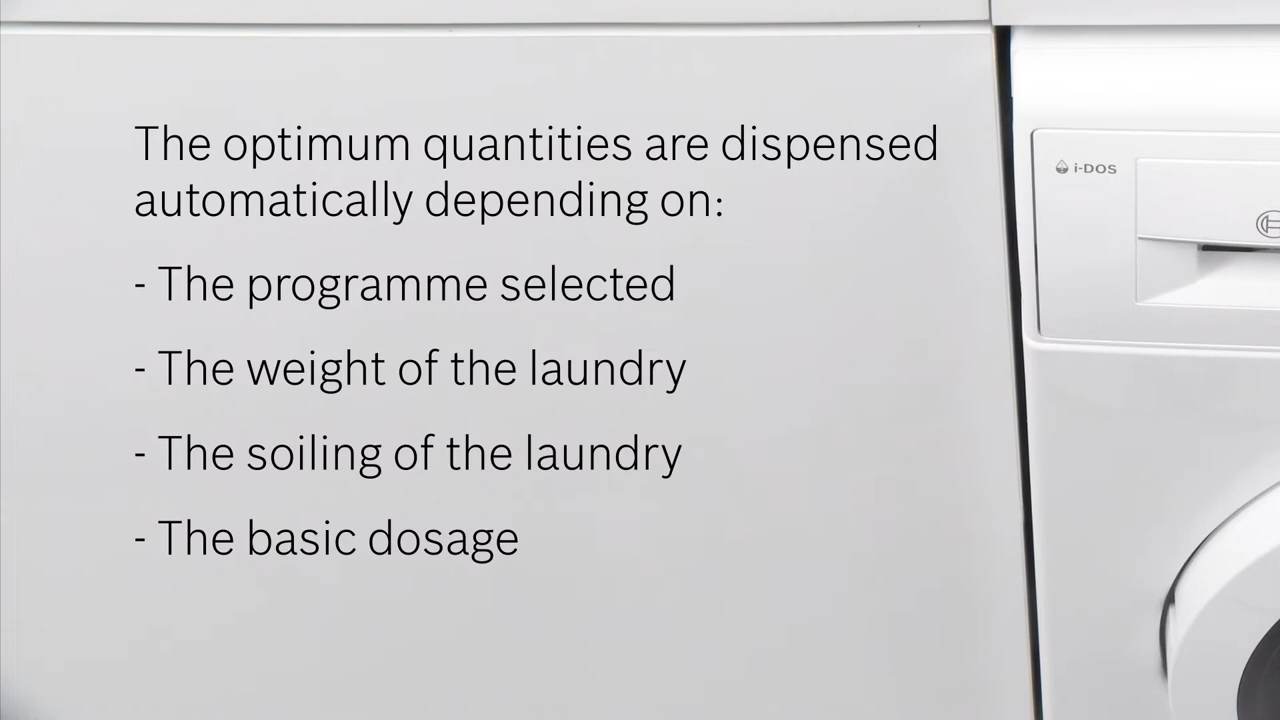 The optimum quantities are dispensed
automatically depending on:
- The programme selected
- The weight of the laundry
- The soiling of the laundry
- The basic dosage
i-DOS